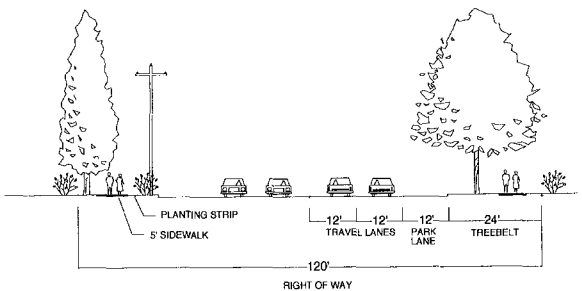 PLANTING STRIP
5' SIDEWALK
12' 12' 12' 24'
TRAVEL LANES PARK LANE TREEBELT
120'
RIGHT OF WAY